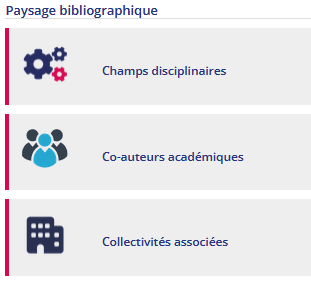 Paysage bibliographique
Champs disciplinaires
Co-auteurs académiques
Collectivités associées